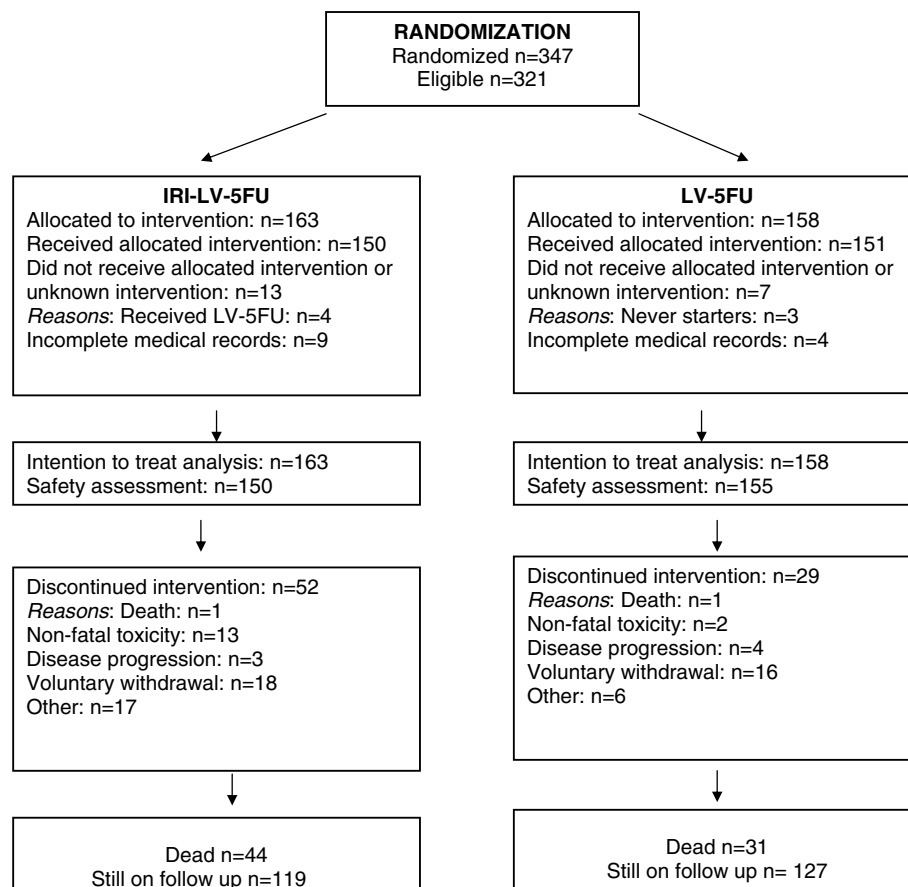 RANDOMIZATION
Randomized n=347
Eligible n=321
IRI-LV-5FU
Allocated to intervention: n=163
Received allocated intervention: n=150
Did not receive allocated intervention or
unknown intervention: n=13
Reasons: Received LV-5FU: n=4
Incomplete medical records: n=9
LV-5FU
Allocated to intervention: n=158
Received allocated intervention: n=151
Did not receive allocated intervention or
unknown intervention: n=7
Reasons: Never starters: n=3
Incomplete medical records: n=4
Intention to treat analysis: n=163
Safety assessment: n=150
Intention to treat analysis: n=158
Safety assessment: n=155
Discontinued intervention: n=52
Reasons: Death: n=1
Non-fatal toxicity: n=13
Disease progression: n=3
Voluntary withdrawal: n=18
Other: n=17
Discontinued intervention: n=29
Reasons: Death: n=1
Non-fatal toxicity: n=2
Disease progression: n=4
Voluntary withdrawal: n=16
Other: n=6
Dead n=44
Still on follow up n=119
Dead n=31
Still on follow up n= 127